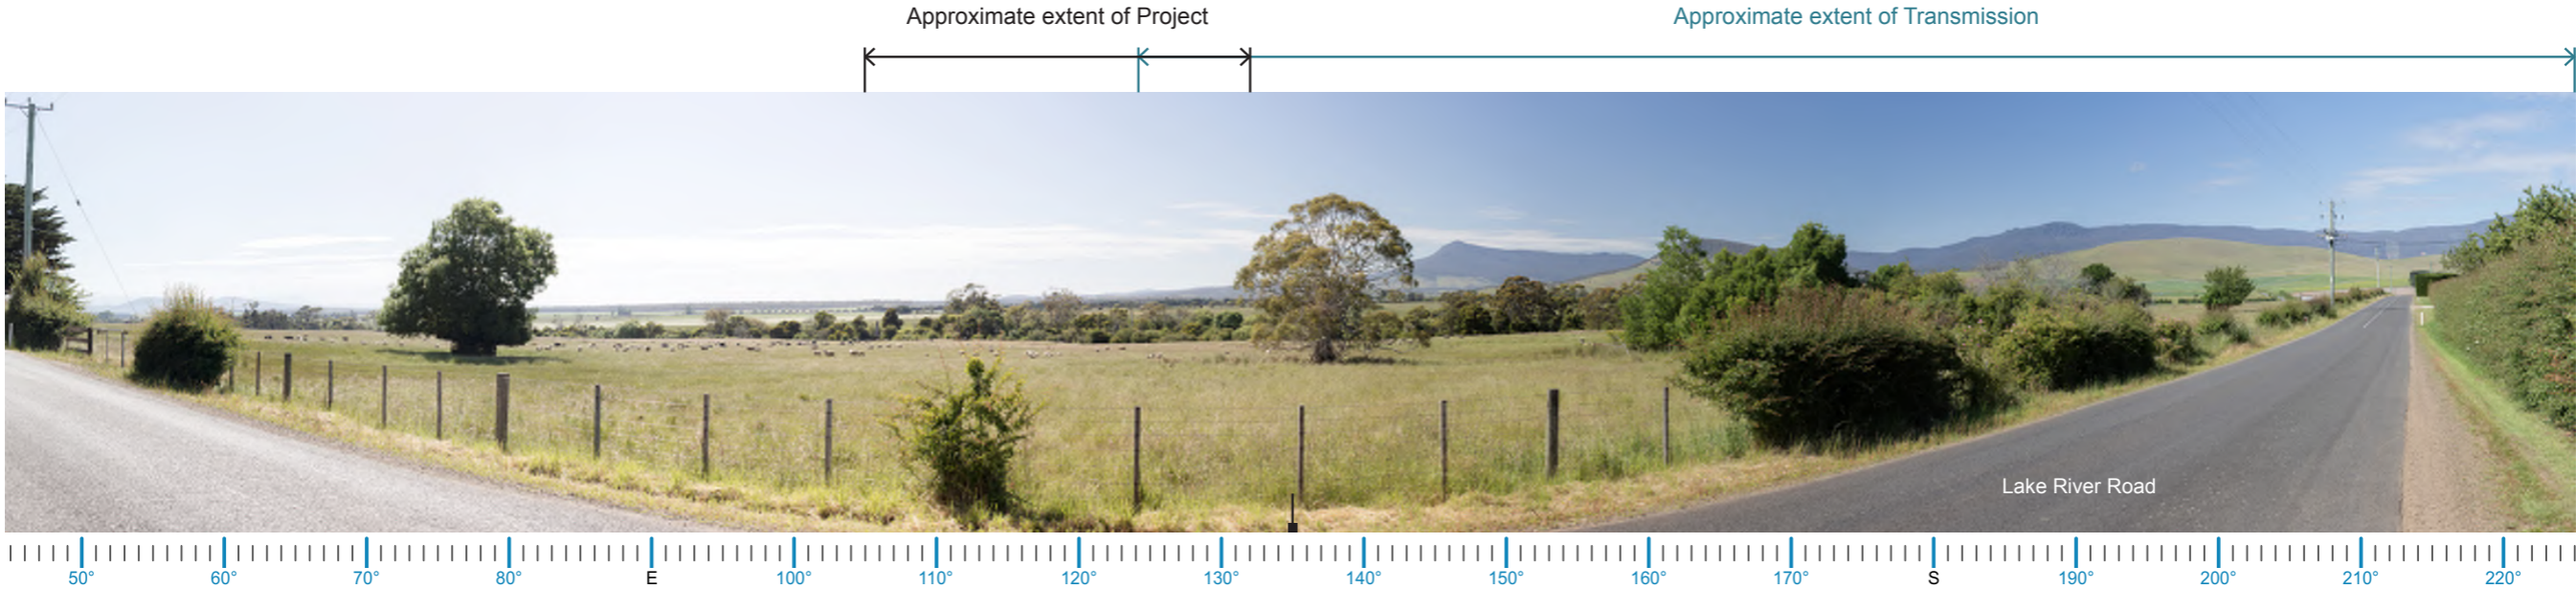 Approximate extent of Project
Approximate extent of Transmission
Lake River Road
50° 60° 70° 80° E 100° 110° 120° 130° 140° 150° 160° 170° S 190° 200° 210° 220°